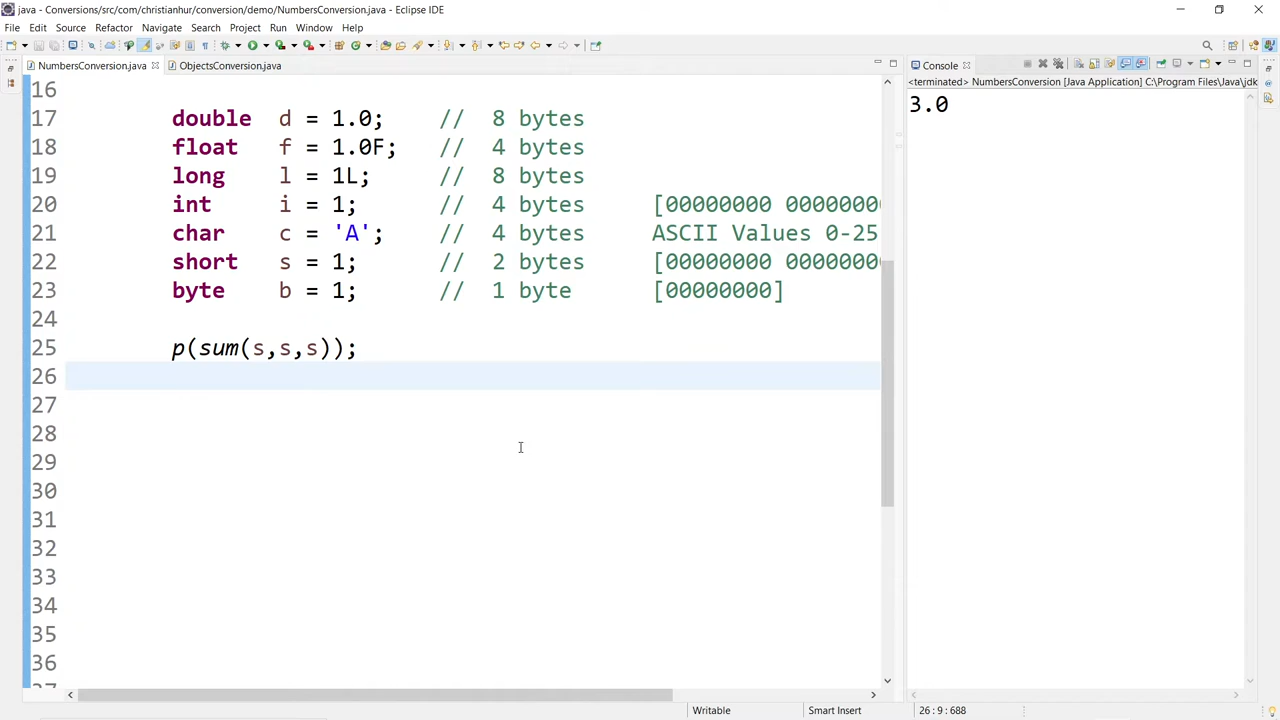 java - Conversions/src/com/christianhur/conversion/demo/NumbersConversion.java - Eclipse IDE
File Edit Source Refactor Navigate Search Project Run Window Help
NumbersConversion.java ObjectsConversion.java
Console
<terminated> NumbersConversion [Java Application] C:\Program Files\Java\jdk
3.0
16
17 double d = 1.0; // 8 bytes
18 float f = 1.0F; // 4 bytes
19 long l = 1L; // 8 bytes
20 int i = 1; // 4 bytes [00000000 0000000
21 char c = 'A'; // 4 bytes ASCII Values 0-25
22 short s = 1; // 2 bytes [00000000 0000000
23 byte b = 1; // 1 byte [00000000]
24
25 p(sum(s,s,s));
26
27
28
29
30
31
32
33
34
35
36
Writable Smart Insert 26 : 9 : 688